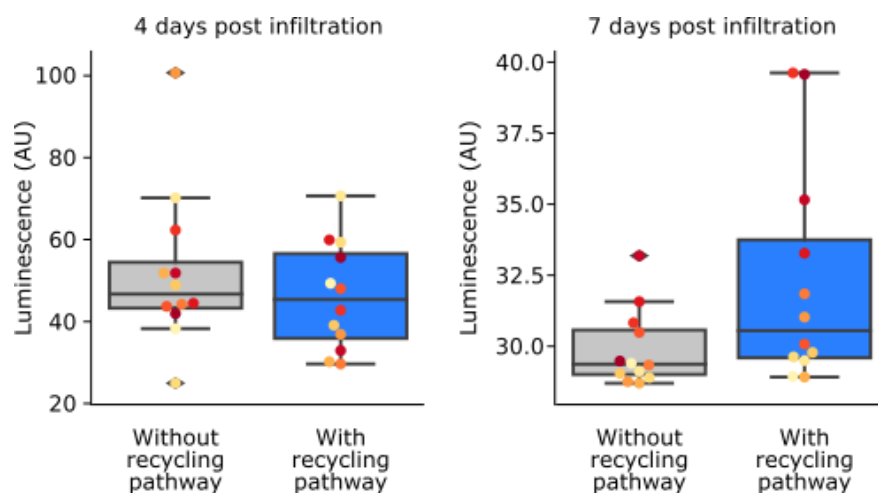 4 days post infiltration
Luminescence (AU)
100
80
60
40
20
Without
recycling
pathway
With
recycling
pathway
7 days post infiltration
Luminescence (AU)
40.0
37.5
35.0
32.5
30.0
Without
recycling
pathway
With
recycling
pathway